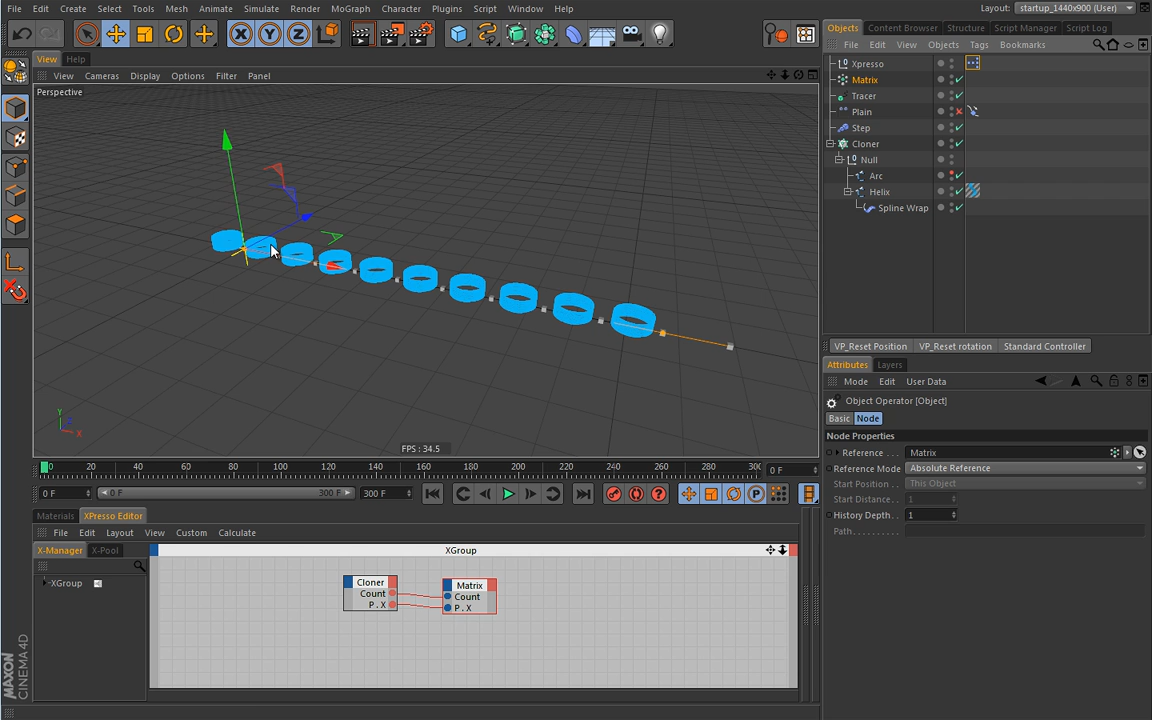 File Edit Create Select Tools Mesh Animate Simulate Render MoGraph Character Plugins Script Window Help Layout: startup_1440x900 (User)
X Y Z
View Help
View Cameras Display Options Filter Panel
Perspective
Y
Z
X
FPS : 34.5
0 20 40 60 80 100 120 140 160 180 200 220 240 260 280 300 0 F
0 F 0 F 300 F 300 F
P
Materials XPresso Editor
File Edit Layout View Custom Calculate
X-Manager X-Pool
XGroup
XGroup
Cloner
Count
P . X
Matrix
Count
P . X
MAXON
CINEMA 4D
Objects Content Browser Structure Script Manager Script Log
File Edit View Objects Tags Bookmarks
Xpresso
Matrix
Tracer
Plain
Step
Cloner
Null
Arc
Helix
Spline Wrap
VP_Reset Position VP_Reset rotation Standard Controller
Attributes Layers
Mode Edit User Data
Object Operator [Object]
Basic Node
Node Properties
Reference . . . Matrix
Reference Mode Absolute Reference
Start Position . . This Object
Start Distance. . 1
History Depth. . 1
Path. . . . . . . . . .